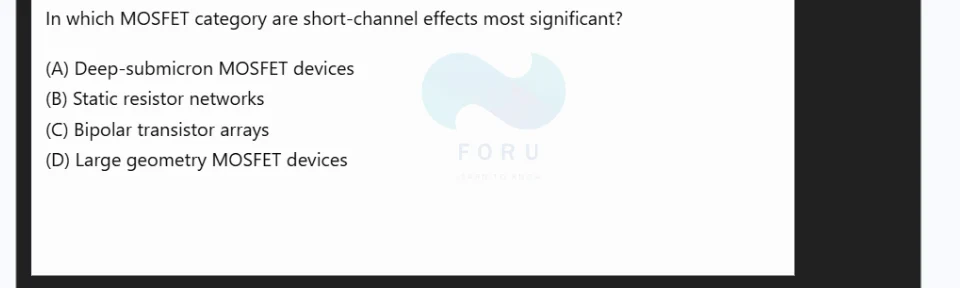 In which MOSFET category are short-channel effects most significant?
(A) Deep-submicron MOSFET devices
(B) Static resistor networks
(C) Bipolar transistor arrays
(D) Large geometry MOSFET devices
FORU